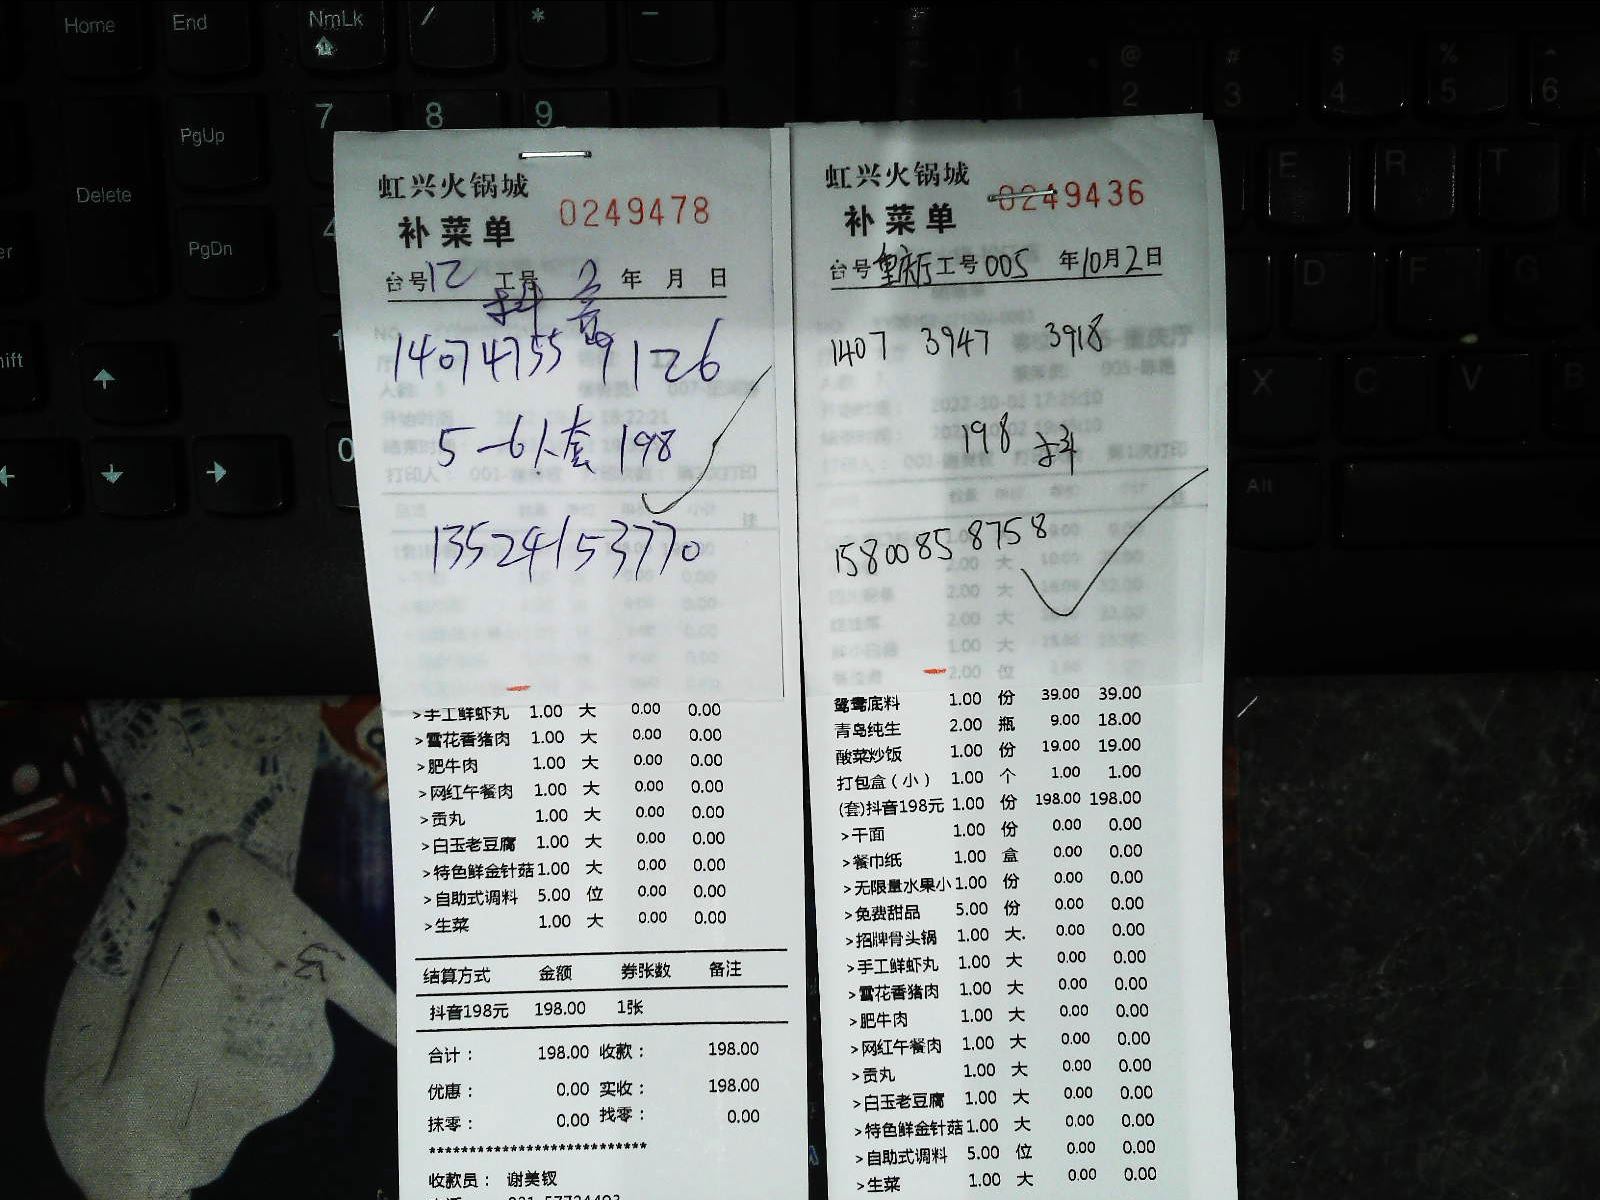 Home End NmLk / * -
7 8 9
PgUp
Delete
PgDn
@ # $ % ^
1 2 3 4 5 6
E R T
D F G
X C V B
Alt
0
虹兴火锅城
补菜单 0249478
台号12 工号 年 月 日
抖音
1407 4755 9126
5-6人套 198
13524153770
>手工鲜虾丸 1.00 大 0.00 0.00
>雪花香猪肉 1.00 大 0.00 0.00
>肥牛肉 1.00 大 0.00 0.00
>网红午餐肉 1.00 大 0.00 0.00
>贡丸 1.00 大 0.00 0.00
>白玉老豆腐 1.00 大 0.00 0.00
>特色鲜金针菇 1.00 大 0.00 0.00
>自助式调料 5.00 位 0.00 0.00
>生菜 1.00 大 0.00 0.00
结算方式 金额 券张数 备注
抖音198元 198.00 1张
合计： 198.00 收款： 198.00
优惠： 0.00 实收： 198.00
抹零： 0.00 找零： 0.00
****************************
收款员： 谢美钗
虹兴火锅城
补菜单 0249436
台号重庆厅 工号005 年10月2日
1407 3947 3918
198 抖
15800858758
鸳鸯底料 1.00 份 39.00 39.00
青岛纯生 2.00 瓶 9.00 18.00
酸菜炒饭 1.00 份 19.00 19.00
打包盒（小） 1.00 个 1.00 1.00
(套)抖音198元 1.00 份 198.00 198.00
>干面 1.00 份 0.00 0.00
>餐巾纸 1.00 盒 0.00 0.00
>无限量水果小 1.00 份 0.00 0.00
>免费甜品 5.00 份 0.00 0.00
>招牌骨头锅 1.00 大. 0.00 0.00
>手工鲜虾丸 1.00 大 0.00 0.00
>雪花香猪肉 1.00 大 0.00 0.00
>肥牛肉 1.00 大 0.00 0.00
>网红午餐肉 1.00 大 0.00 0.00
>贡丸 1.00 大 0.00 0.00
>白玉老豆腐 1.00 大 0.00 0.00
>特色鲜金针菇 1.00 大 0.00 0.00
>自助式调料 5.00 位 0.00 0.00
>生菜 1.00 大 0.00 0.00